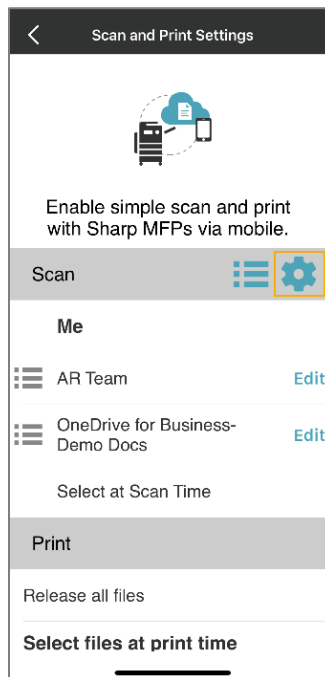 Scan and Print Settings
Enable simple scan and print
with Sharp MFPs via mobile.
Scan
Me
AR Team Edit
OneDrive for Business-
Demo Docs Edit
Select at Scan Time
Print
Release all files
Select files at print time